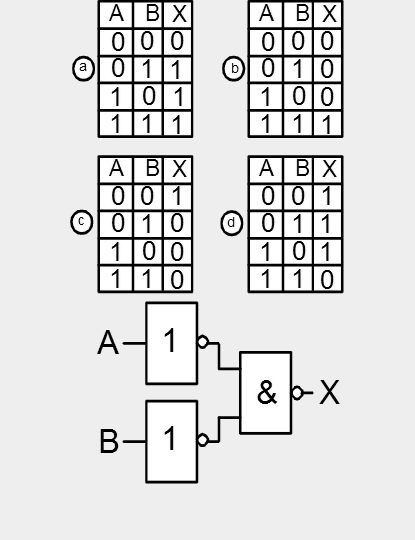 A B X A B X
0 0 0 0 0 0
a 0 1 1 b 0 1 0
1 0 1 1 0 0
1 1 1 1 1 1
A B X A B X
0 0 1 0 0 1
c 0 1 0 d 0 1 1
1 0 0 1 0 1
1 1 0 1 1 0
A 1
& X
B 1